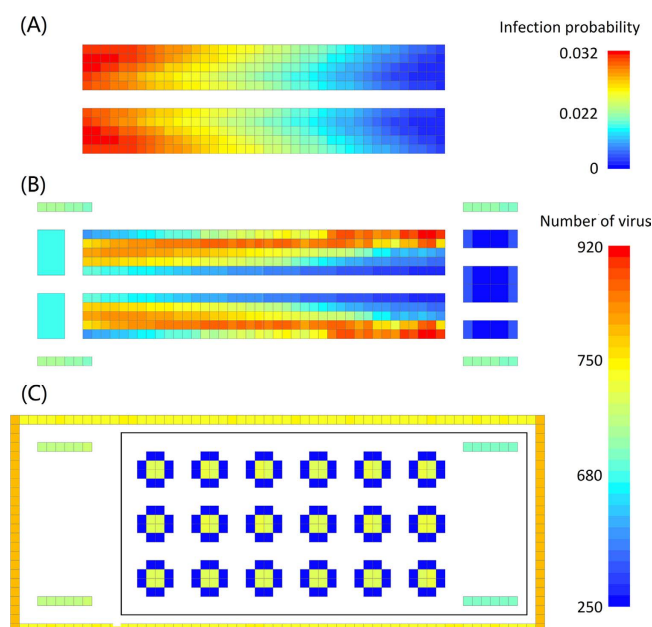 (A)
Infection probability
0.032
0.022
0
(B)
Number of virus
920
750
680
250
(C)